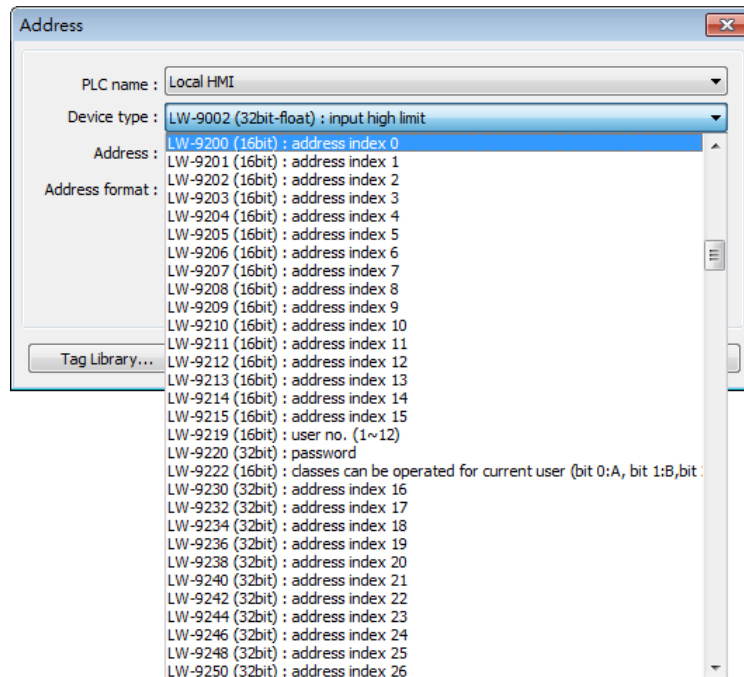 Address
PLC name : Local HMI
Device type : LW-9002 (32bit-float) : input high limit
Address :
Address format :
Tag Library...
LW-9200 (16bit) : address index 0
LW-9201 (16bit) : address index 1
LW-9202 (16bit) : address index 2
LW-9203 (16bit) : address index 3
LW-9204 (16bit) : address index 4
LW-9205 (16bit) : address index 5
LW-9206 (16bit) : address index 6
LW-9207 (16bit) : address index 7
LW-9208 (16bit) : address index 8
LW-9209 (16bit) : address index 9
LW-9210 (16bit) : address index 10
LW-9211 (16bit) : address index 11
LW-9212 (16bit) : address index 12
LW-9213 (16bit) : address index 13
LW-9214 (16bit) : address index 14
LW-9215 (16bit) : address index 15
LW-9219 (16bit) : user no. (1~12)
LW-9220 (32bit) : password
LW-9222 (16bit) : classes can be operated for current user (bit 0:A, bit 1:B,bit
LW-9230 (32bit) : address index 16
LW-9232 (32bit) : address index 17
LW-9234 (32bit) : address index 18
LW-9236 (32bit) : address index 19
LW-9238 (32bit) : address index 20
LW-9240 (32bit) : address index 21
LW-9242 (32bit) : address index 22
LW-9244 (32bit) : address index 23
LW-9246 (32bit) : address index 24
LW-9248 (32bit) : address index 25
LW-9250 (32bit) : address index 26